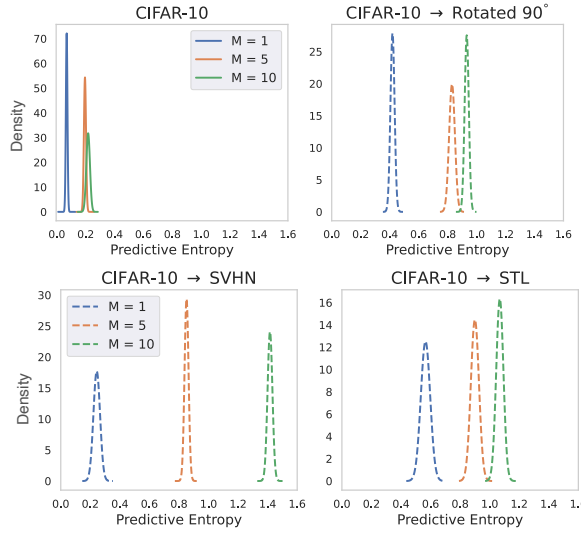 CIFAR-10
Density
70
60
50
40
30
20
10
0
M = 1
M = 5
M = 10
0.0 0.2 0.4 0.6 0.8 1.0 1.2 1.4 1.6
Predictive Entropy
CIFAR-10 → Rotated 90°
25
20
15
10
5
0
0.0 0.2 0.4 0.6 0.8 1.0 1.2 1.4 1.6
Predictive Entropy
CIFAR-10 → SVHN
Density
30
25
20
15
10
5
0
M = 1
M = 5
M = 10
0.0 0.2 0.4 0.6 0.8 1.0 1.2 1.4 1.6
Predictive Entropy
CIFAR-10 → STL
16
14
12
10
8
6
4
2
0
0.0 0.2 0.4 0.6 0.8 1.0 1.2 1.4 1.6
Predictive Entropy